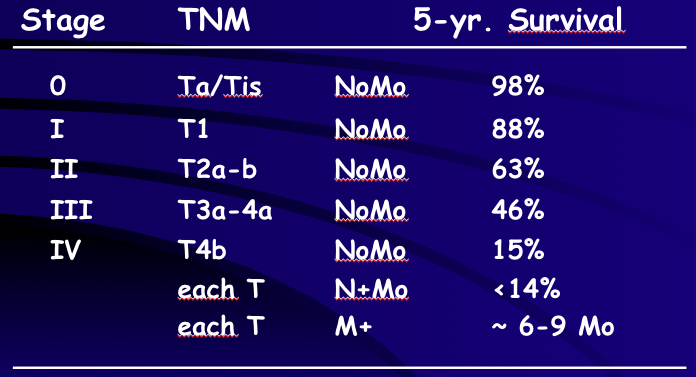 Stage TNM 5-yr. Survival
0 Ta/Tis NoMo 98%
I T1 NoMo 88%
II T2a-b NoMo 63%
III T3a-4a NoMo 46%
IV T4b NoMo 15%
each T N+Mo <14%
each T M+ ~ 6-9 Mo